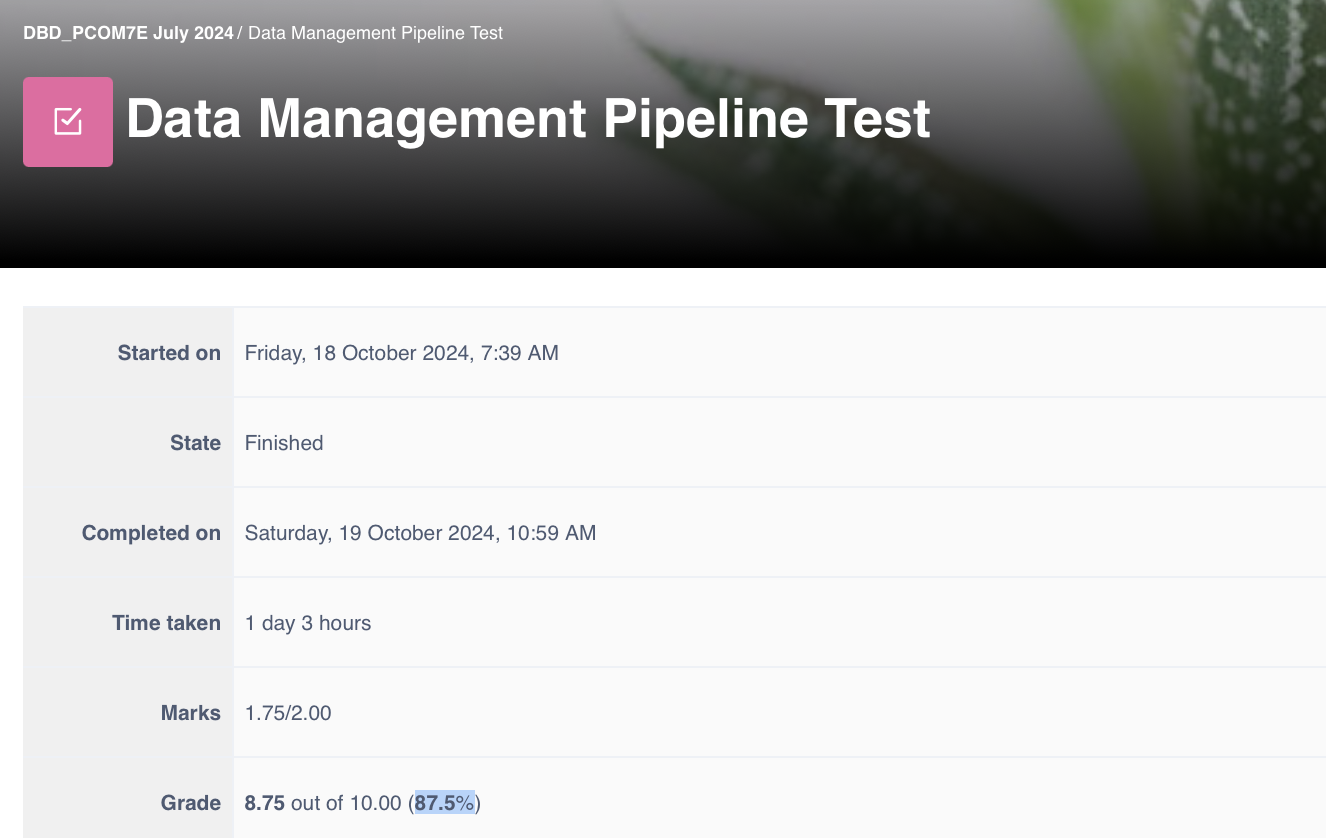 DBD_PCOM7E July 2024 / Data Management Pipeline Test
Data Management Pipeline Test
Started on Friday, 18 October 2024, 7:39 AM
State Finished
Completed on Saturday, 19 October 2024, 10:59 AM
Time taken 1 day 3 hours
Marks 1.75/2.00
Grade 8.75 out of 10.00 (87.5%)